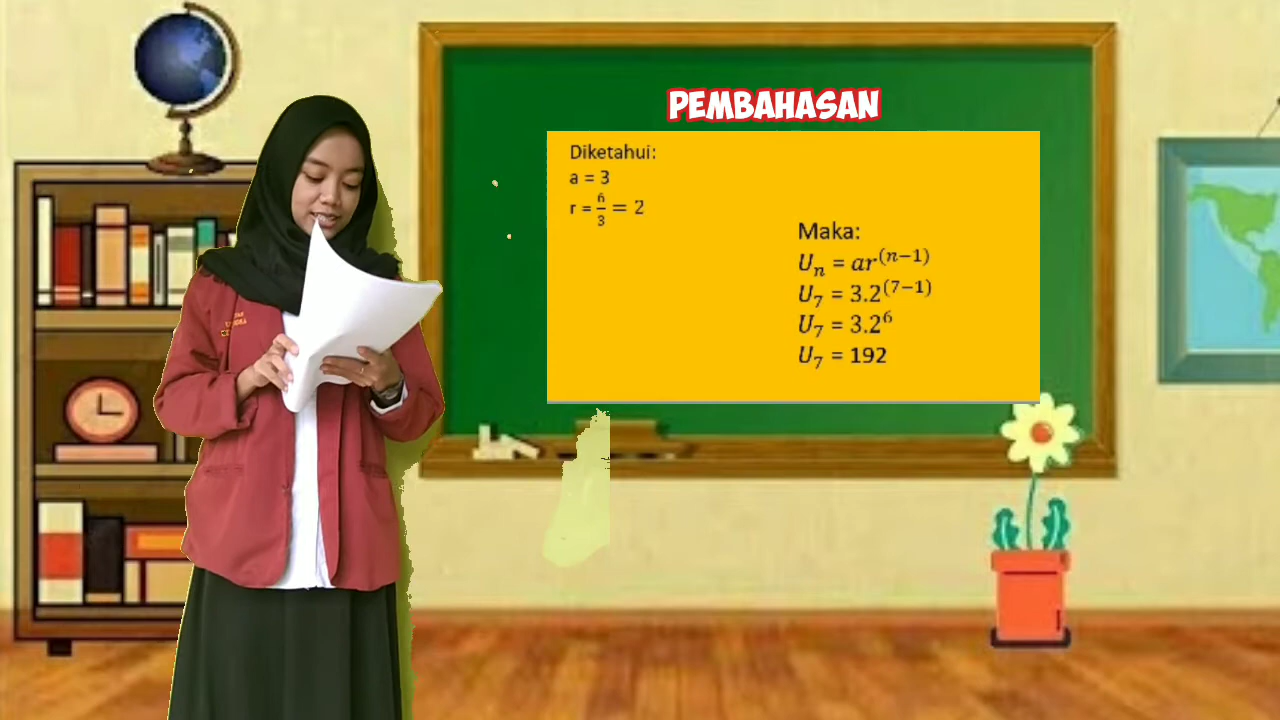 PEMBAHASAN
Diketahui:
a = 3
r = 6/3 = 2
Maka:
Uₙ = ar⁽ⁿ⁻¹⁾
U₇ = 3.2⁽⁷⁻¹⁾
U₇ = 3.2⁶
U₇ = 192